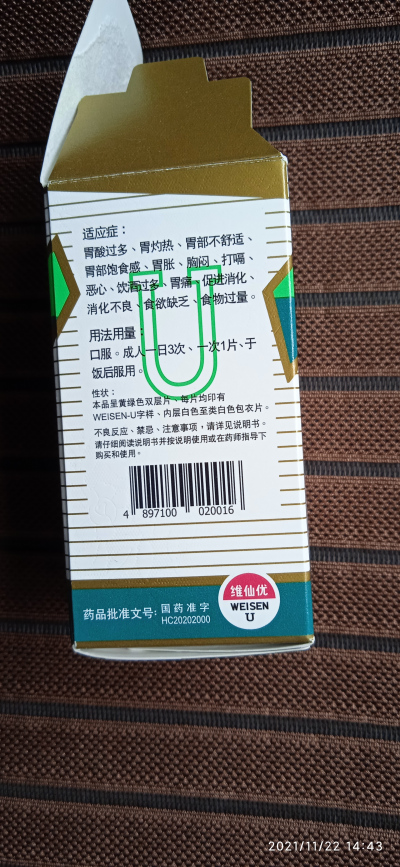 适应症：
胃酸过多、胃灼热、胃部不舒适、
胃部饱食感、胃胀、胸闷、打嗝、
恶心、饮酒过多、胃痛、促进消化、
消化不良、食欲缺乏、食物过量。
U
用法用量：
口服。成人一日3次、一次1片、于
饭后服用。
性状：
本品呈黄绿色双层片、每片均印有
WEISEN-U字样、内层白色至类白色包衣片。
不良反应、禁忌、注意事项，请详见说明书。
请仔细阅读说明书并按说明使用或在药师指导下
购买和使用。
4 897100 020016
药品批准文号：国药准字
HC20202000
维仙优
WEISEN
U
2021/11/22 14:43